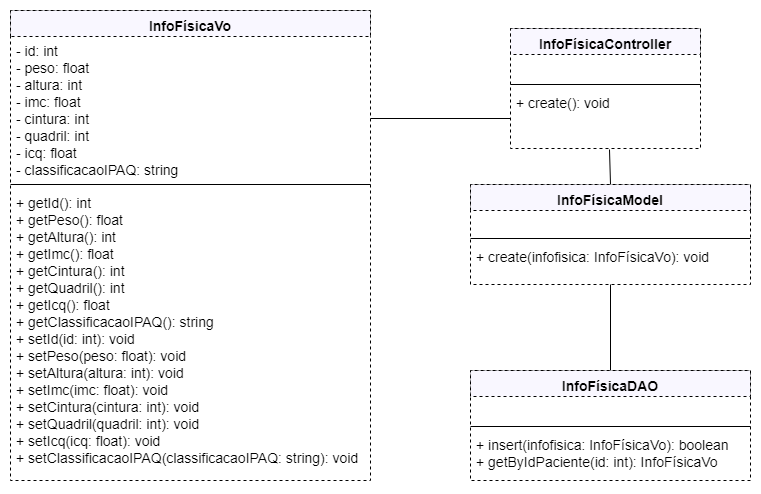 InfoFísicaVo
- id: int
- peso: float
- altura: int
- imc: float
- cintura: int
- quadril: int
- icq: float
- classificacaoIPAQ: string
+ getId(): int
+ getPeso(): float
+ getAltura(): int
+ getImc(): float
+ getCintura(): int
+ getQuadril(): int
+ getIcq(): float
+ getClassificacaoIPAQ(): string
+ setId(id: int): void
+ setPeso(peso: float): void
+ setAltura(altura: int): void
+ setImc(imc: float): void
+ setCintura(cintura: int): void
+ setQuadril(quadril: int): void
+ setIcq(icq: float): void
+ setClassificacaoIPAQ(classificacaoIPAQ: string): void
InfoFísicaController
+ create(): void
InfoFísicaModel
+ create(infofisica: InfoFísicaVo): void
InfoFísicaDAO
+ insert(infofisica: InfoFísicaVo): boolean
+ getByIdPaciente(id: int): InfoFísicaVo